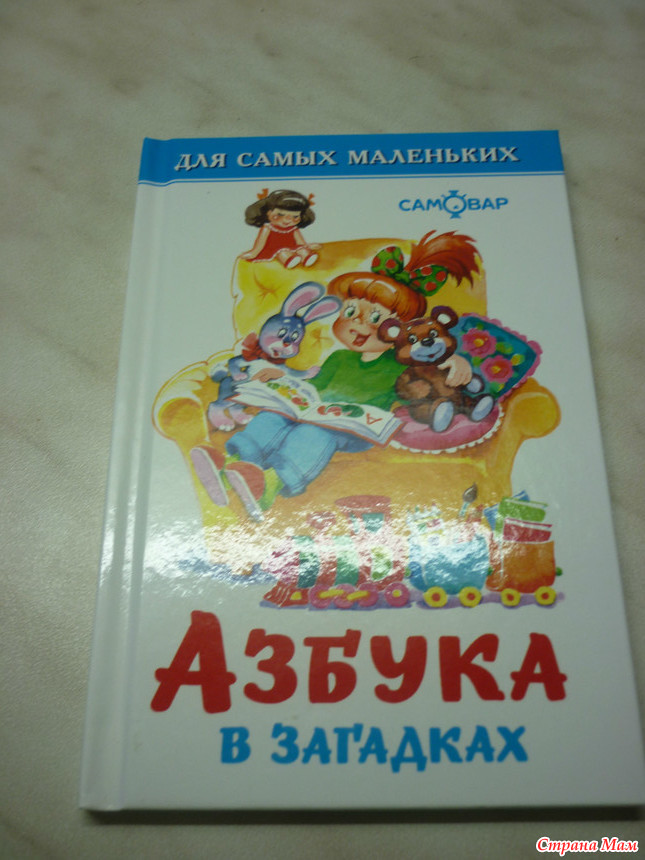 ДЛЯ САМЫХ МАЛЕНЬКИХ
САМОВАР
А
АЗБУКА
В ЗАГАДКАХ
Страна Мам